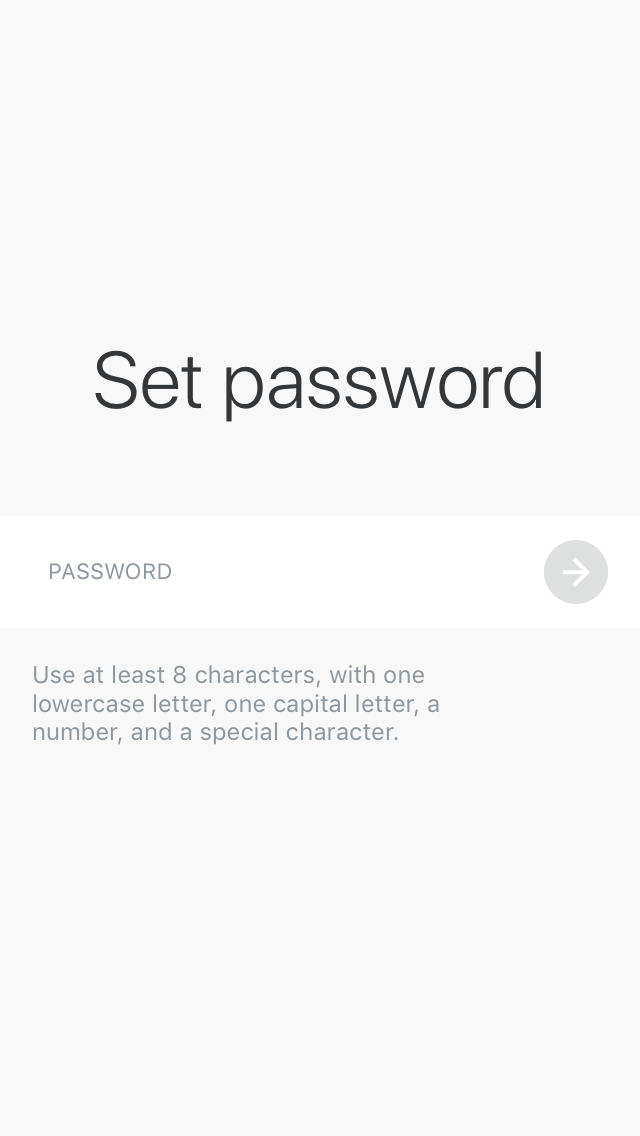 Set password
PASSWORD
Use at least 8 characters, with one
lowercase letter, one capital letter, a
number, and a special character.